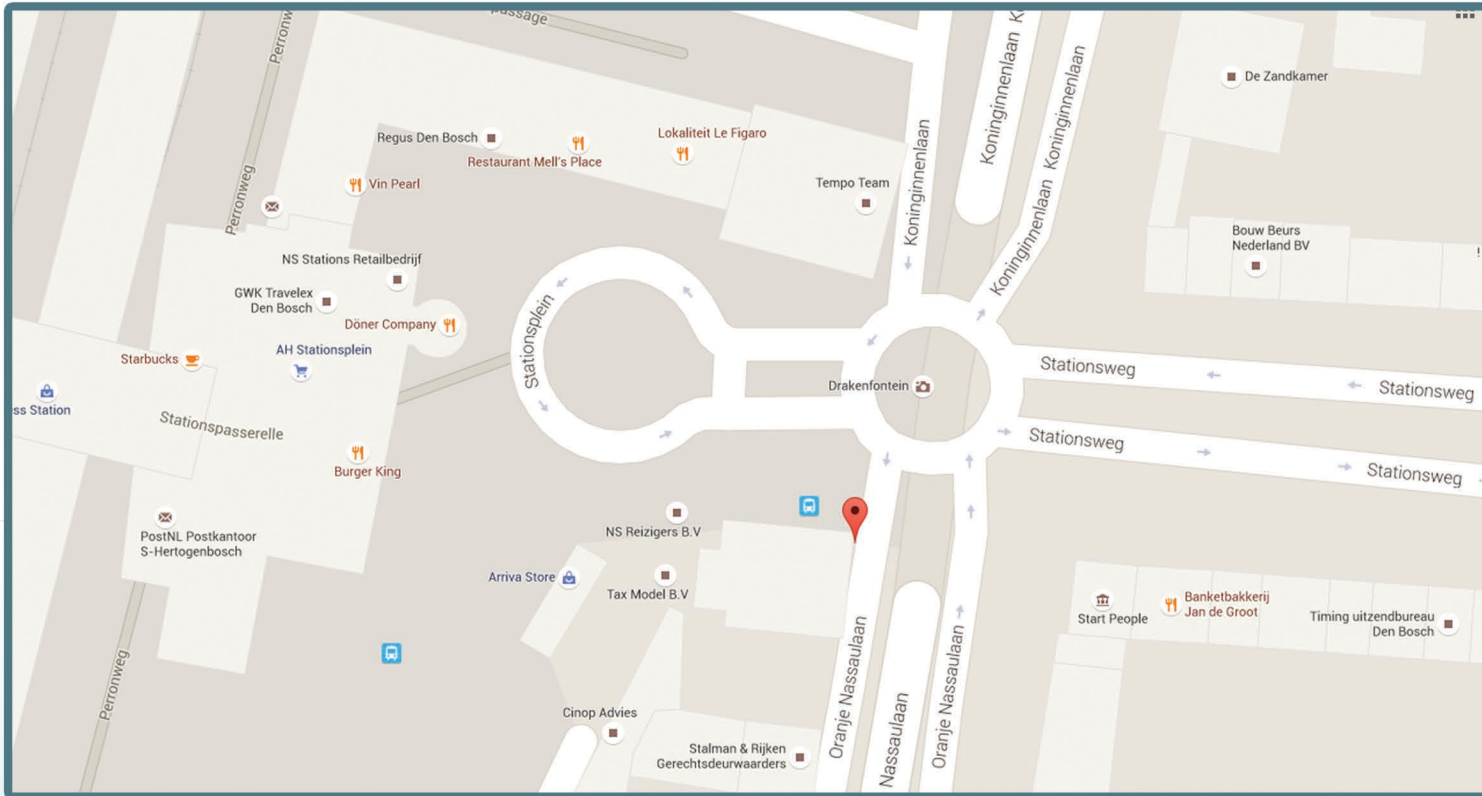 passage
Perronweg
Koninginnenlaan
Koninginnenlaan
De Zandkamer
Regus Den Bosch
Restaurant Mell's Place
Lokaliteit Le Figaro
Vin Pearl
Tempo Team
Koninginnenlaan
Koninginnenlaan
Koninginnenlaan
Perronweg
Bouw Beurs
Nederland BV
NS Stations Retailbedrijf
GWK Travelex
Den Bosch
Döner Company
AH Stationsplein
Starbucks
Stationsplein
Drakenfontein
Stationsweg
Stationsweg
ss Station
Stationspasserelle
Stationsweg
Stationsweg
Burger King
PostNL Postkantoor
S-Hertogenbosch
NS Reizigers B.V
Arriva Store
Tax Model B.V
Start People
Banketbakkerij
Jan de Groot
Timing uitzendbureau
Den Bosch
Perronweg
Oranje Nassaulaan
Nassaulaan
Oranje Nassaulaan
Cinop Advies
Stalman & Rijken
Gerechtsdeurwaarders